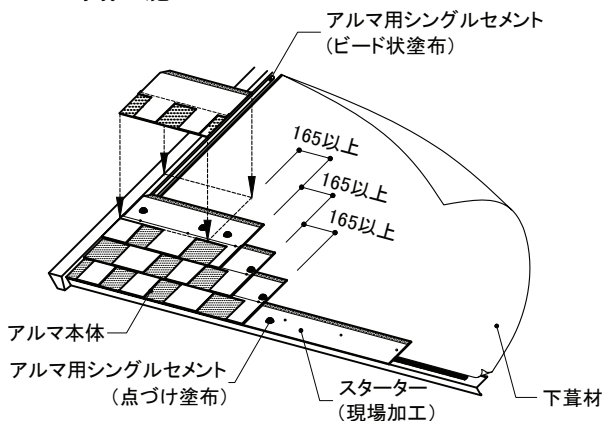 アルマ用シングルセメント
(ビード状塗布)
165以上
165以上
165以上
アルマ本体
アルマ用シングルセメント
(点づけ塗布)
スターター
(現場加工)
下葺材